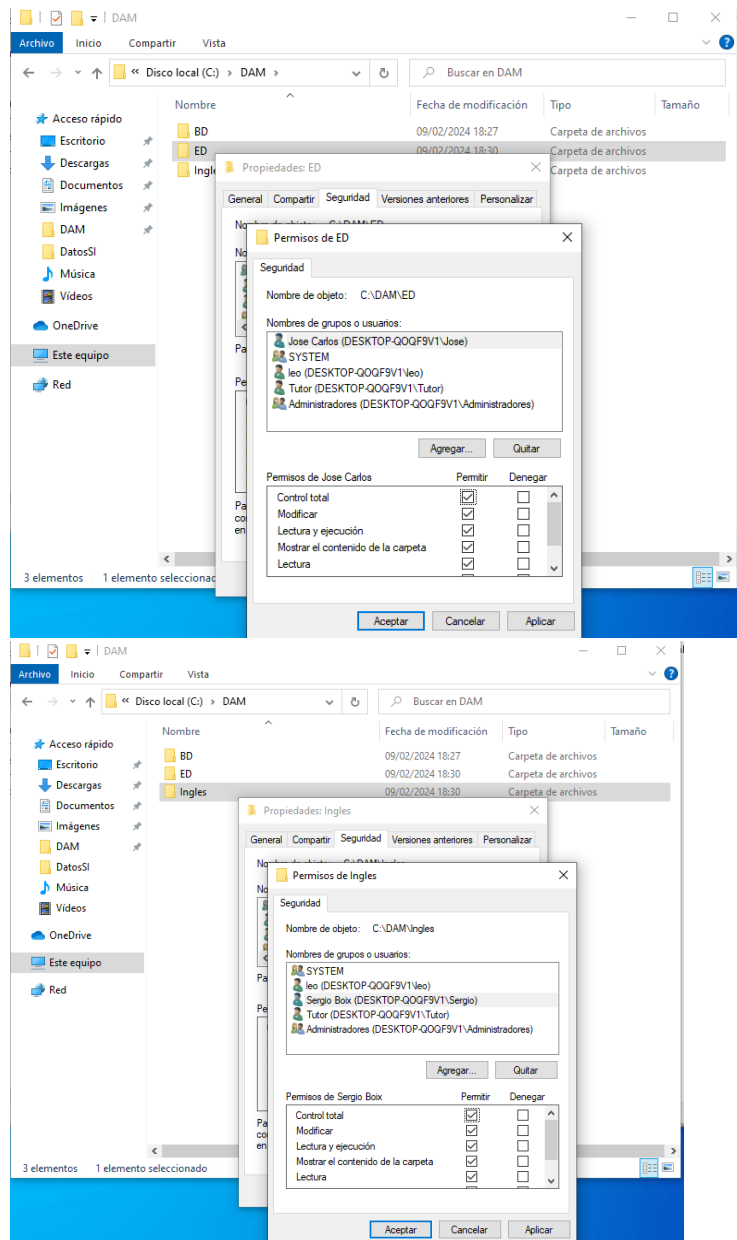 DAM
Archivo Inicio Compartir Vista
Disco local (C:) › DAM ›
Buscar en DAM
Nombre Fecha de modificación Tipo Tamaño
Acceso rápido
Escritorio
Descargas
Documentos
Imágenes
DAM
DatosSI
Música
Vídeos
OneDrive
Este equipo
Red
BD 09/02/2024 18:27 Carpeta de archivos
ED 09/02/2024 18:30 Carpeta de archivos
Ingl Carpeta de archivos
Propiedades: ED
General Compartir Seguridad Versiones anteriores Personalizar
Permisos de ED
Seguridad
Nombre de objeto: C:\DAM\ED
Nombres de grupos o usuarios:
Jose Carlos (DESKTOP-QOQF9V1\Jose)
SYSTEM
leo (DESKTOP-QOQF9V1\leo)
Tutor (DESKTOP-QOQF9V1\Tutor)
Administradores (DESKTOP-QOQF9V1\Administradores)
Agregar... Quitar
Permisos de Jose Carlos Permitir Denegar
Control total
Modificar
Lectura y ejecución
Mostrar el contenido de la carpeta
Lectura
Aceptar Cancelar Aplicar
3 elementos 1 elemento seleccionac
DAM
Archivo Inicio Compartir Vista
Disco local (C:) › DAM
Buscar en DAM
Nombre Fecha de modificación Tipo Tamaño
Acceso rápido
Escritorio
Descargas
Documentos
Imágenes
DAM
DatosSI
Música
Vídeos
OneDrive
Este equipo
Red
BD 09/02/2024 18:27 Carpeta de archivos
ED 09/02/2024 18:30 Carpeta de archivos
Ingles 09/02/2024 18:30 Carpeta de archivos
Propiedades: Ingles
General Compartir Seguridad Versiones anteriores Personalizar
Permisos de Ingles
Seguridad
Nombre de objeto: C:\DAM\Ingles
Nombres de grupos o usuarios:
SYSTEM
leo (DESKTOP-QOQF9V1\leo)
Sergio Boix (DESKTOP-QOQF9V1\Sergio)
Tutor (DESKTOP-QOQF9V1\Tutor)
Administradores (DESKTOP-QOQF9V1\Administradores)
Agregar... Quitar
Permisos de Sergio Boix Permitir Denegar
Control total
Modificar
Lectura y ejecución
Mostrar el contenido de la carpeta
Lectura
Aceptar Cancelar Aplicar
3 elementos 1 elemento seleccionado